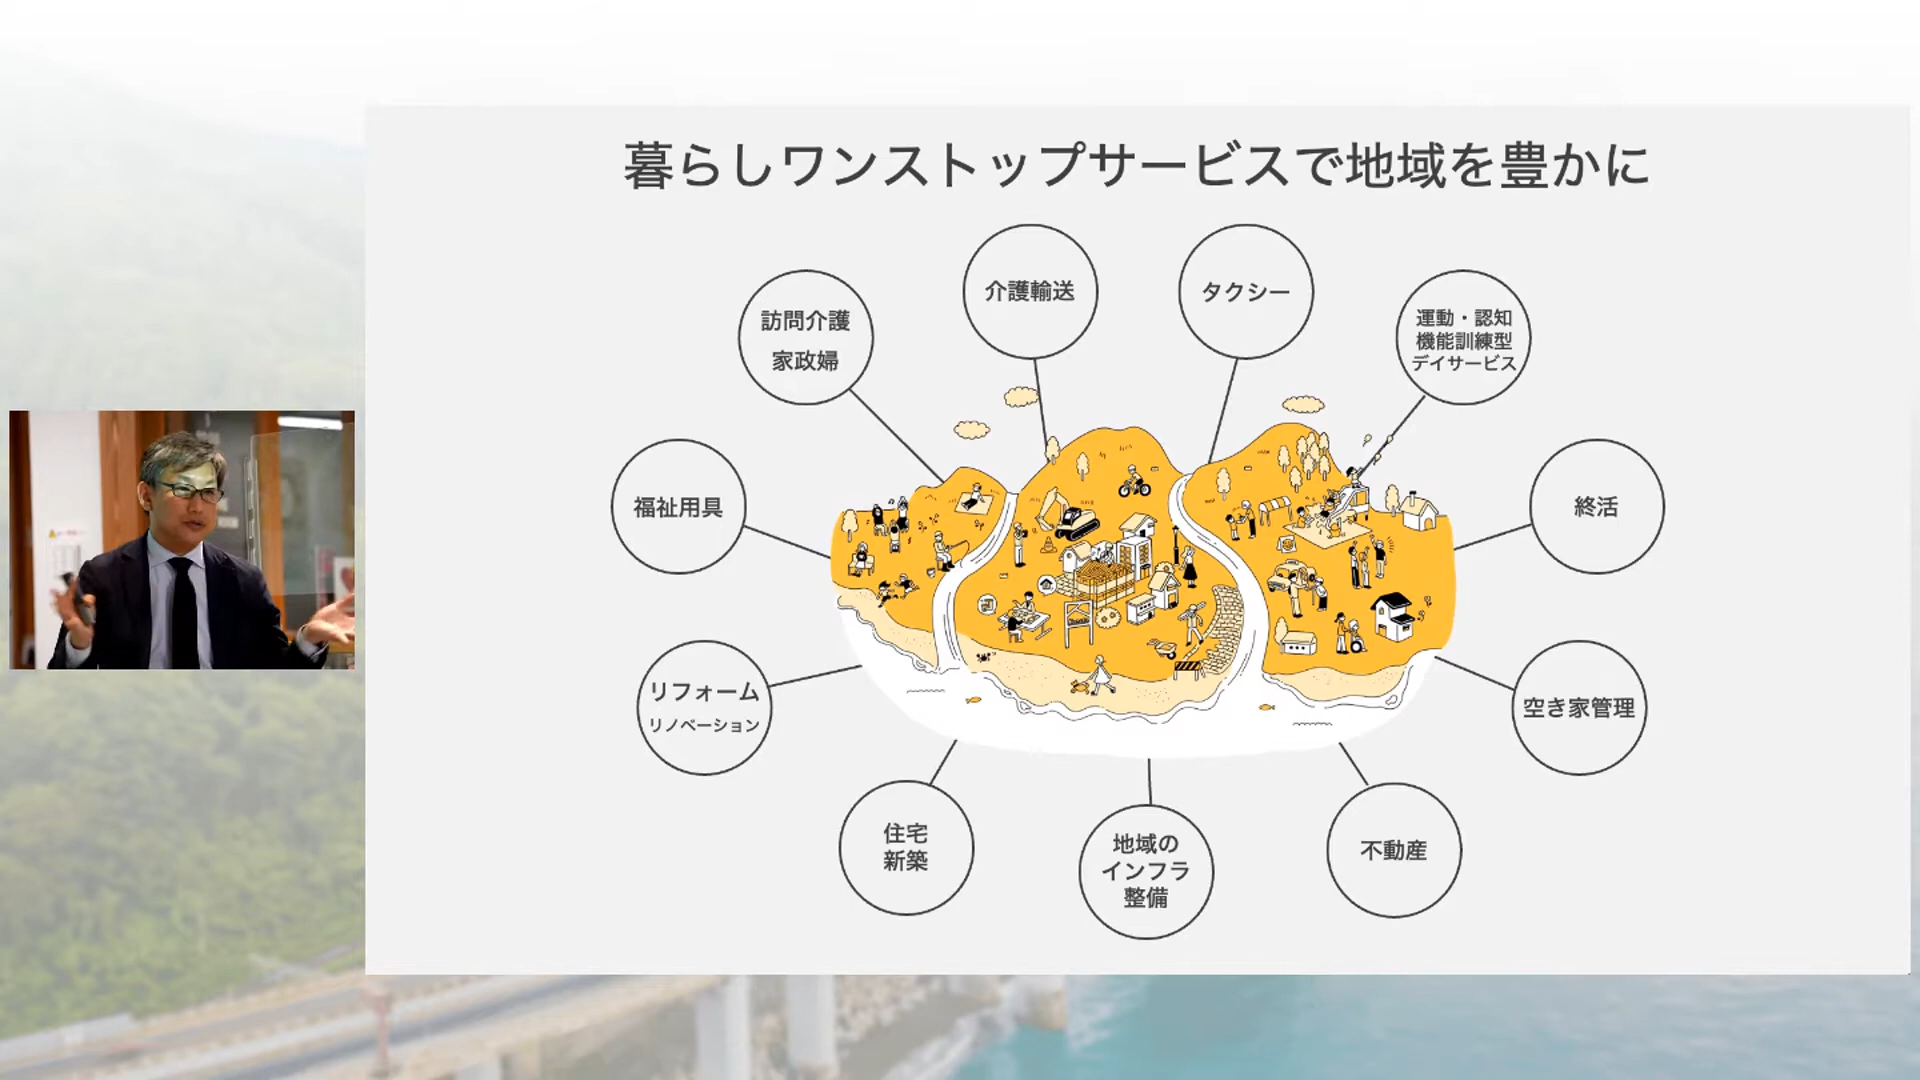 暮らしワンストップサービスで地域を豊かに
介護輸送
タクシー
訪問介護
家政婦
運動・認知
機能訓練型
デイサービス
福祉用具
終活
リフォーム
リノベーション
空き家管理
住宅
新築
地域の
インフラ
整備
不動産